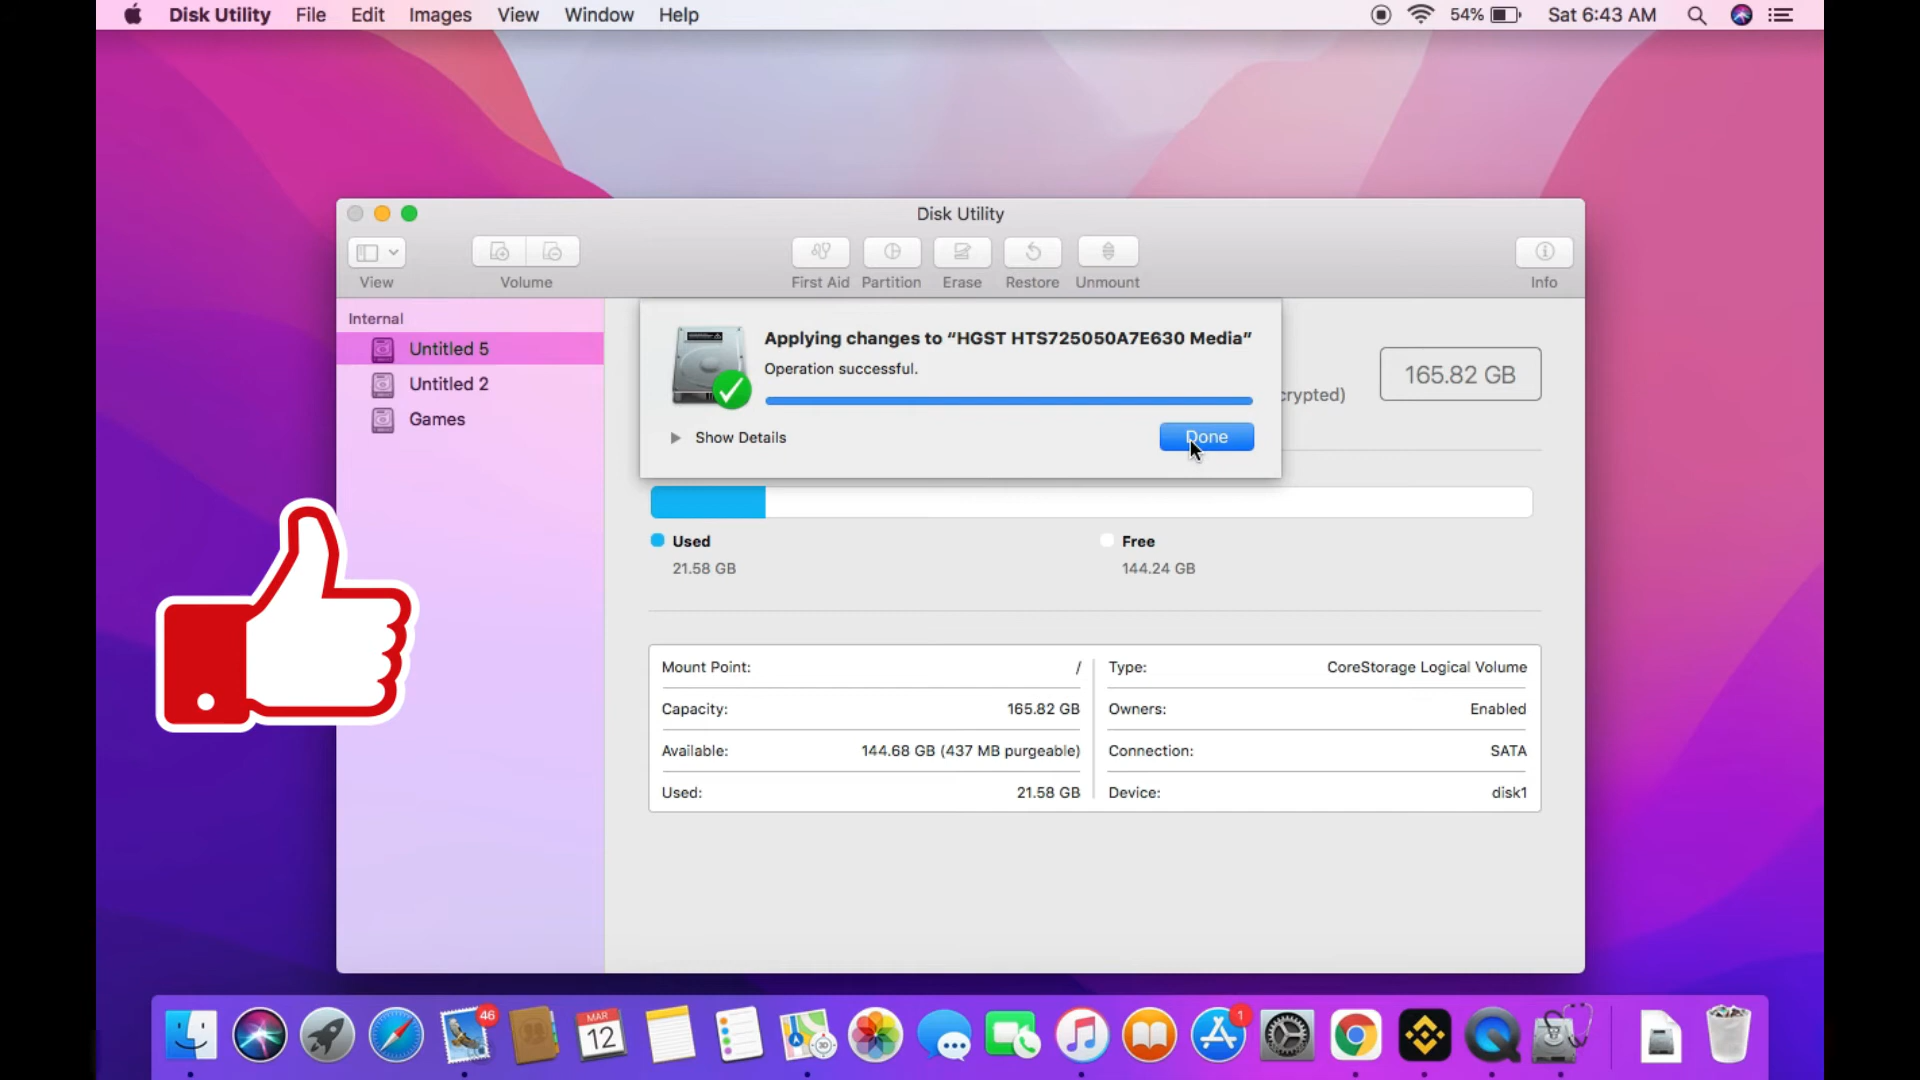 Disk Utility File Edit Images View Window Help 54% Sat 6:43 AM
Disk Utility
View Volume First Aid Partition Erase Restore Unmount Info
Internal
Untitled 5
Untitled 2
Games
Applying changes to “HGST HTS725050A7E630 Media”
Operation successful.
Show Details
Done
crypted)
165.82 GB
Used
21.58 GB
Free
144.24 GB
Mount Point: /
Capacity: 165.82 GB
Available: 144.68 GB (437 MB purgeable)
Used: 21.58 GB
Type: CoreStorage Logical Volume
Owners: Enabled
Connection: SATA
Device: disk1
46
MAR
12
3D
1